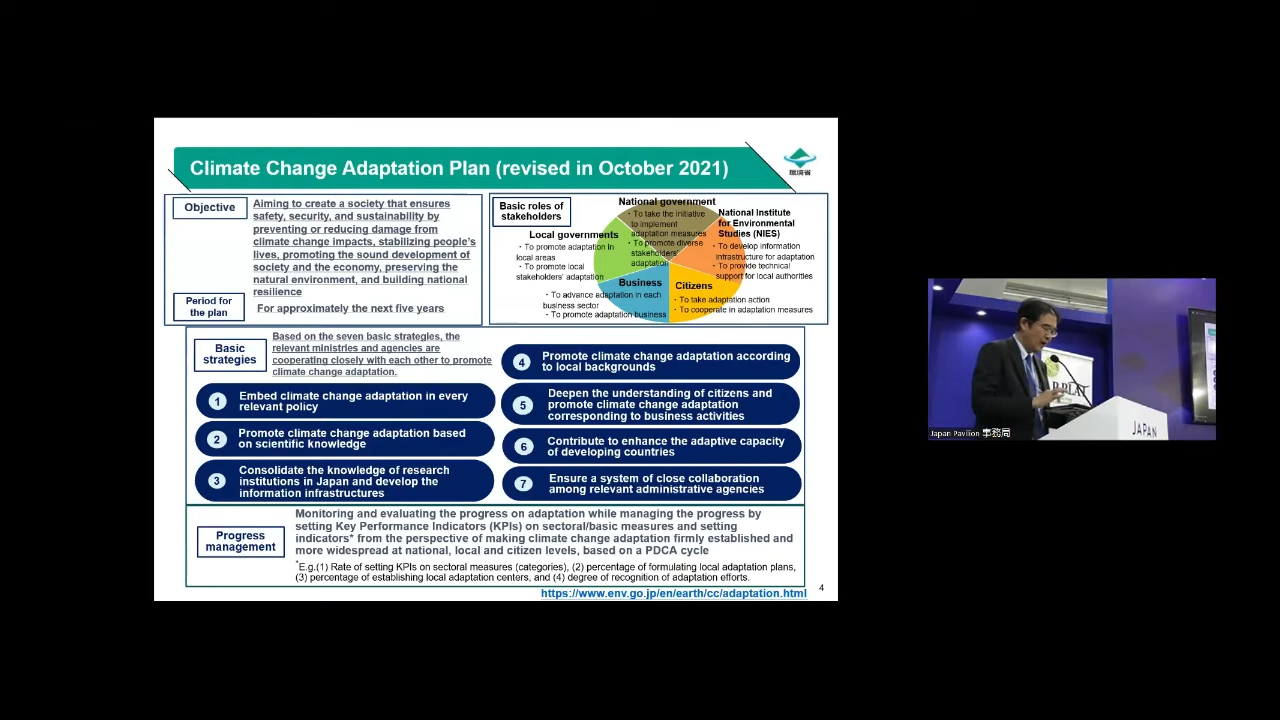 Climate Change Adaptation Plan (revised in October 2021)
環境省
Objective
Aiming to create a society that ensures
safety, security, and sustainability by
preventing or reducing damage from
climate change impacts, stabilizing people's
lives, promoting the sound development of
society and the economy, preserving the
natural environment, and building national
resilience
Period for
the plan
For approximately the next five years
Basic roles of
stakeholders
National government
・To take the initiative
to implement
adaptation measures
・To promote diverse
stakeholders'
adaptation
National Institute
for Environmental
Studies (NIES)
・To develop information
infrastructure for adaptation
・To provide technical
support for local authorities
Local governments
・To promote adaptation in
local areas
・To promote local
stakeholders' adaptation
Business
・To advance adaptation in each
business sector
・To promote adaptation business
Citizens
・To take adaptation action
・To cooperate in adaptation measures
Basic
strategies
Based on the seven basic strategies, the
relevant ministries and agencies are
cooperating closely with each other to promote
climate change adaptation.
1 Embed climate change adaptation in every
relevant policy
2 Promote climate change adaptation based
on scientific knowledge
3 Consolidate the knowledge of research
institutions in Japan and develop the
information infrastructures
4 Promote climate change adaptation according
to local backgrounds
5 Deepen the understanding of citizens and
promote climate change adaptation
corresponding to business activities
6 Contribute to enhance the adaptive capacity
of developing countries
7 Ensure a system of close collaboration
among relevant administrative agencies
Progress
management
Monitoring and evaluating the progress on adaptation while managing the progress by
setting Key Performance Indicators (KPIs) on sectoral/basic measures and setting
indicators* from the perspective of making climate change adaptation firmly established and
more widespread at national, local and citizen levels, based on a PDCA cycle
*E.g.(1) Rate of setting KPIs on sectoral measures (categories), (2) percentage of formulating local adaptation plans,
(3) percentage of establishing local adaptation centers, and (4) degree of recognition of adaptation efforts.
https://www.env.go.jp/en/earth/cc/adaptation.html
4
JAPAN
Japan Pavilion 事務局